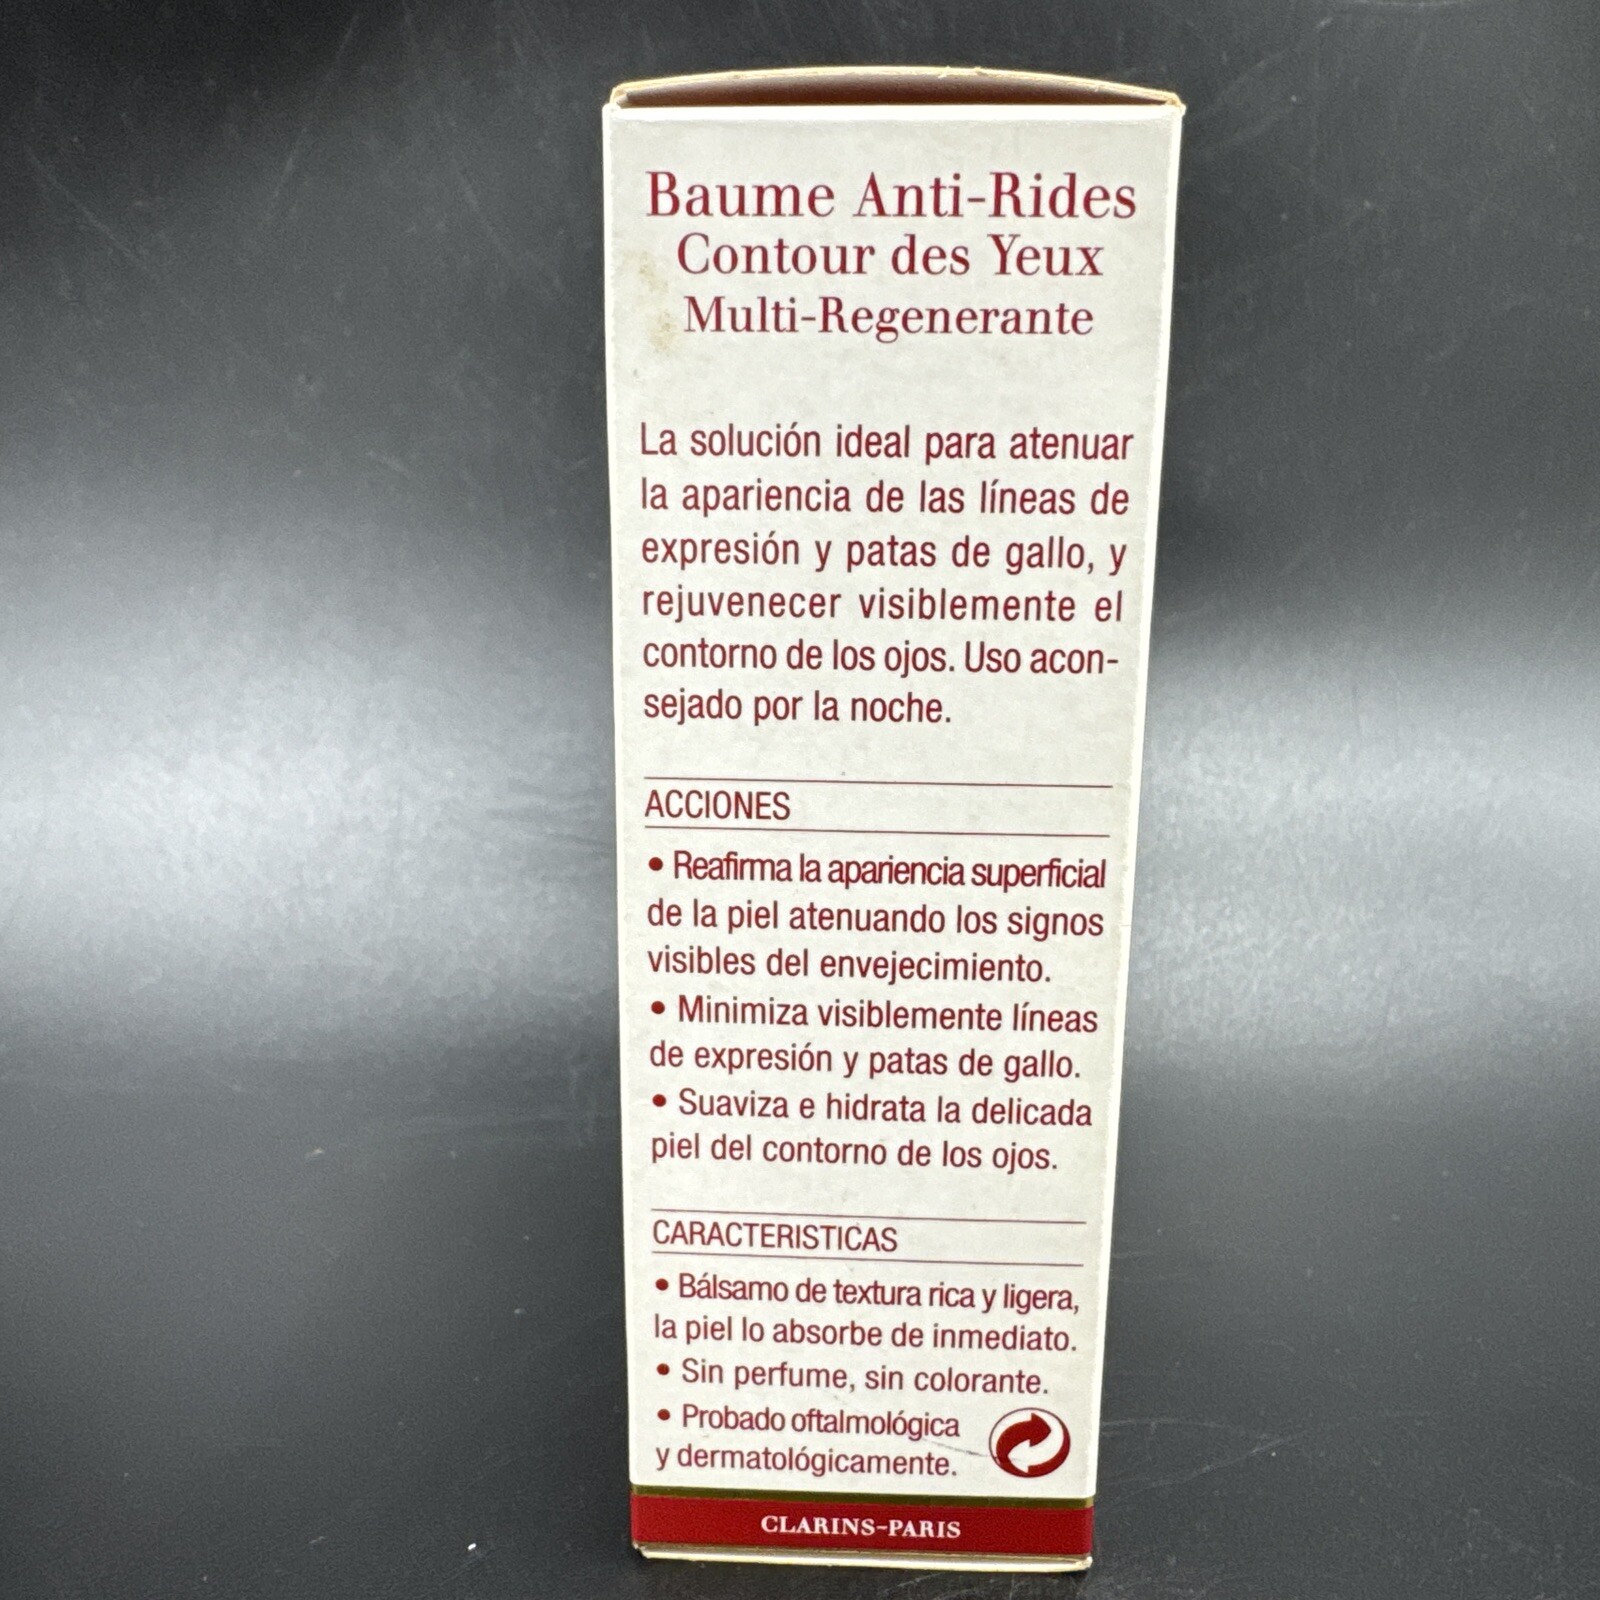 Baume Anti-Rides
Contour des Yeux
Multi-Regenerante
La solución ideal para atenuar
la apariencia de las líneas de
expresión y patas de gallo, y
rejuvenecer visiblemente el
contorno de los ojos. Uso acon-
sejado por la noche.
ACCIONES
• Reafirma la apariencia superficial
de la piel atenuando los signos
visibles del envejecimiento.
• Minimiza visiblemente líneas
de expresión y patas de gallo.
• Suaviza e hidrata la delicada
piel del contorno de los ojos.
CARACTERISTICAS
• Bálsamo de textura rica y ligera,
la piel lo absorbe de inmediato.
• Sin perfume, sin colorante.
• Probado oftalmológica
y dermatológicamente.
CLARINS-PARIS